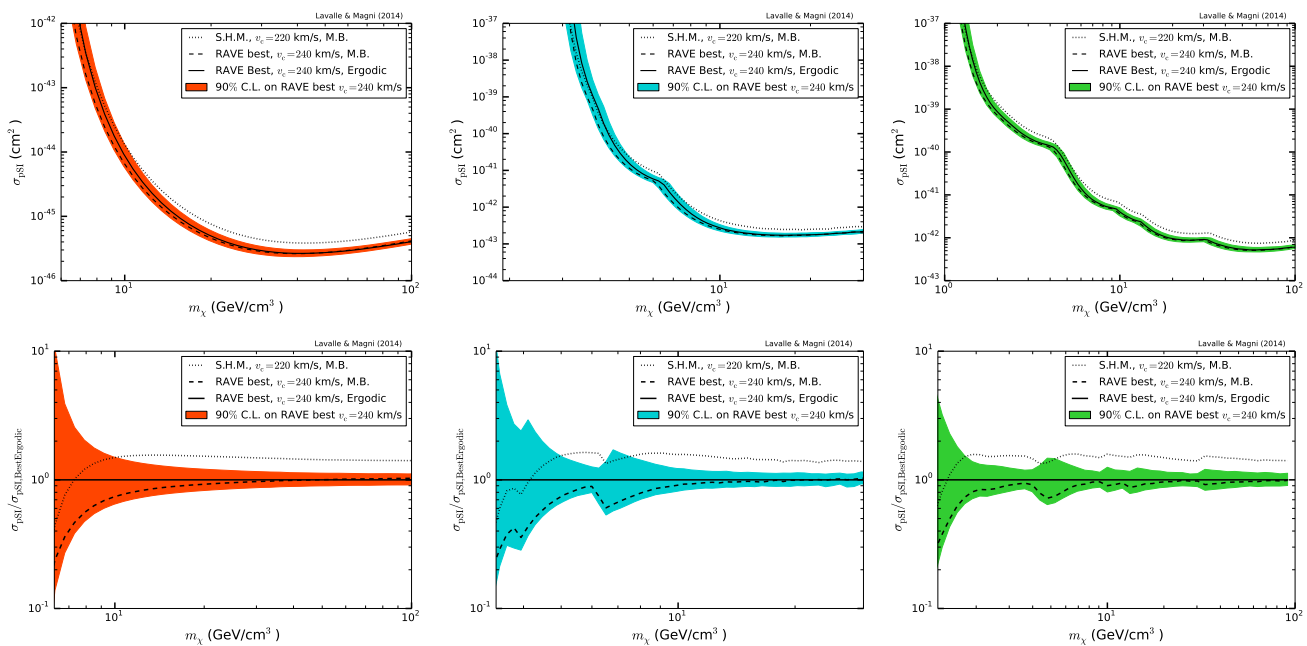 Lavalle & Magni (2014)
10^-42
10^-43
10^-44
10^-45
10^-46
σ_pSI (cm^2)
S.H.M., v_c=220 km/s, M.B.
RAVE best, v_c=240 km/s, M.B.
RAVE Best, v_c=240 km/s, Ergodic
90% C.L. on RAVE best v_c=240 km/s
10^1
10^2
m_χ (GeV/cm^3 )
Lavalle & Magni (2014)
10^-37
10^-38
10^-39
10^-40
10^-41
10^-42
10^-43
10^-44
σ_pSI (cm^2)
S.H.M., v_c=220 km/s, M.B.
RAVE best, v_c=240 km/s, M.B.
RAVE Best, v_c=240 km/s, Ergodic
90% C.L. on RAVE best v_c=240 km/s
10^0
10^1
m_χ (GeV/cm^3 )
Lavalle & Magni (2014)
10^-37
10^-38
10^-39
10^-40
10^-41
10^-42
10^-43
σ_pSI (cm^2)
S.H.M., v_c=220 km/s, M.B.
RAVE best, v_c=240 km/s, M.B.
RAVE Best, v_c=240 km/s, Ergodic
90% C.L. on RAVE best v_c=240 km/s
10^0
10^1
10^2
m_χ (GeV/cm^3 )
Lavalle & Magni (2014)
10^1
10^0
10^-1
σ_pSI/σ_pSI,BestErgodic
S.H.M., v_c=220 km/s, M.B.
RAVE best, v_c=240 km/s, M.B.
RAVE best, v_c=240 km/s, Ergodic
90% C.L. on RAVE best v_c=240 km/s
10^1
10^2
m_χ (GeV/cm^3 )
Lavalle & Magni (2014)
10^1
10^0
10^-1
σ_pSI/σ_pSI,BestErgodic
S.H.M., v_c=220 km/s, M.B.
RAVE best, v_c=240 km/s, M.B.
RAVE best, v_c=240 km/s, Ergodic
90% C.L. on RAVE best v_c=240 km/s
10^1
m_χ (GeV/cm^3 )
Lavalle & Magni (2014)
10^1
10^0
10^-1
σ_pSI/σ_pSI,BestErgodic
S.H.M., v_c=220 km/s, M.B.
RAVE best, v_c=240 km/s, M.B.
RAVE best, v_c=240 km/s, Ergodic
90% C.L. on RAVE best v_c=240 km/s
10^1
10^2
m_χ (GeV/cm^3 )